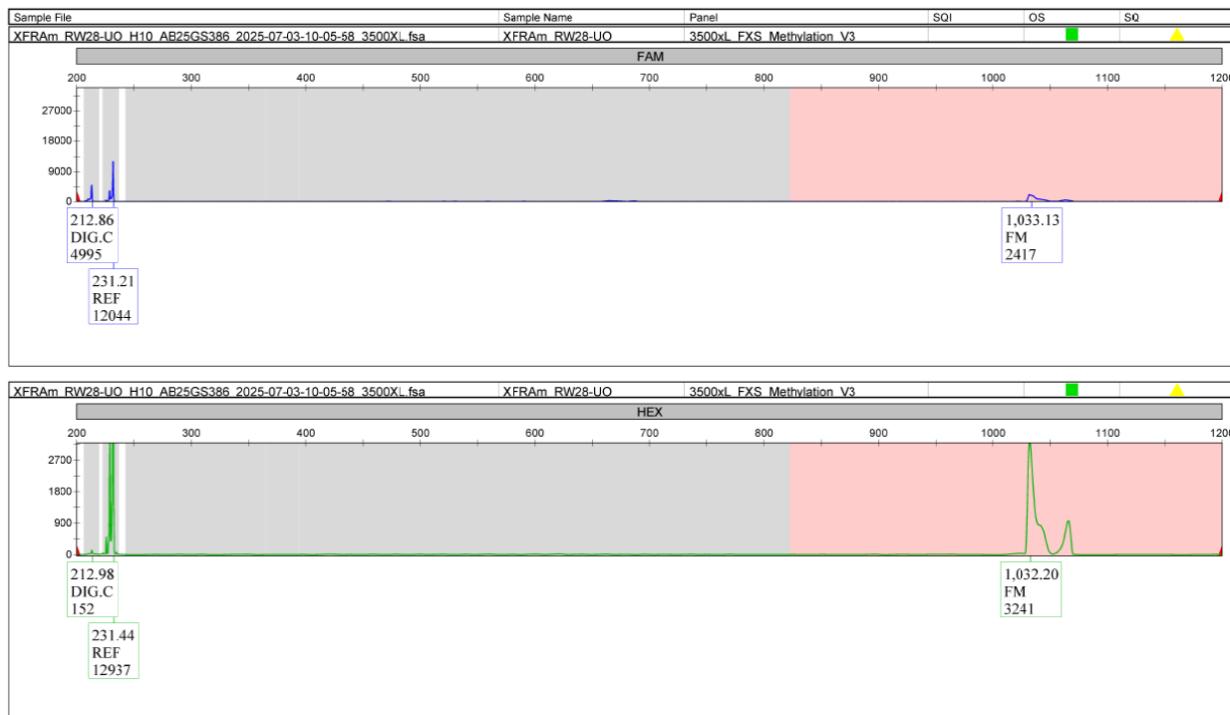 Sample File Sample Name Panel SQI OS SQ
XFRAm_RW28-UO_H10_AB25GS386_2025-07-03-10-05-58_3500XL.fsa XFRAm_RW28-UO 3500xL_FXS_Methylation_V3
FAM
200 300 400 500 600 700 800 900 1000 1100 1200
27000
18000
9000
0
212.86
DIG.C
4995
231.21
REF
12044
1,033.13
FM
2417
XFRAm_RW28-UO_H10_AB25GS386_2025-07-03-10-05-58_3500XL.fsa XFRAm_RW28-UO 3500xL_FXS_Methylation_V3
HEX
200 300 400 500 600 700 800 900 1000 1100 1200
2700
1800
900
0
212.98
DIG.C
152
231.44
REF
12937
1,032.20
FM
3241